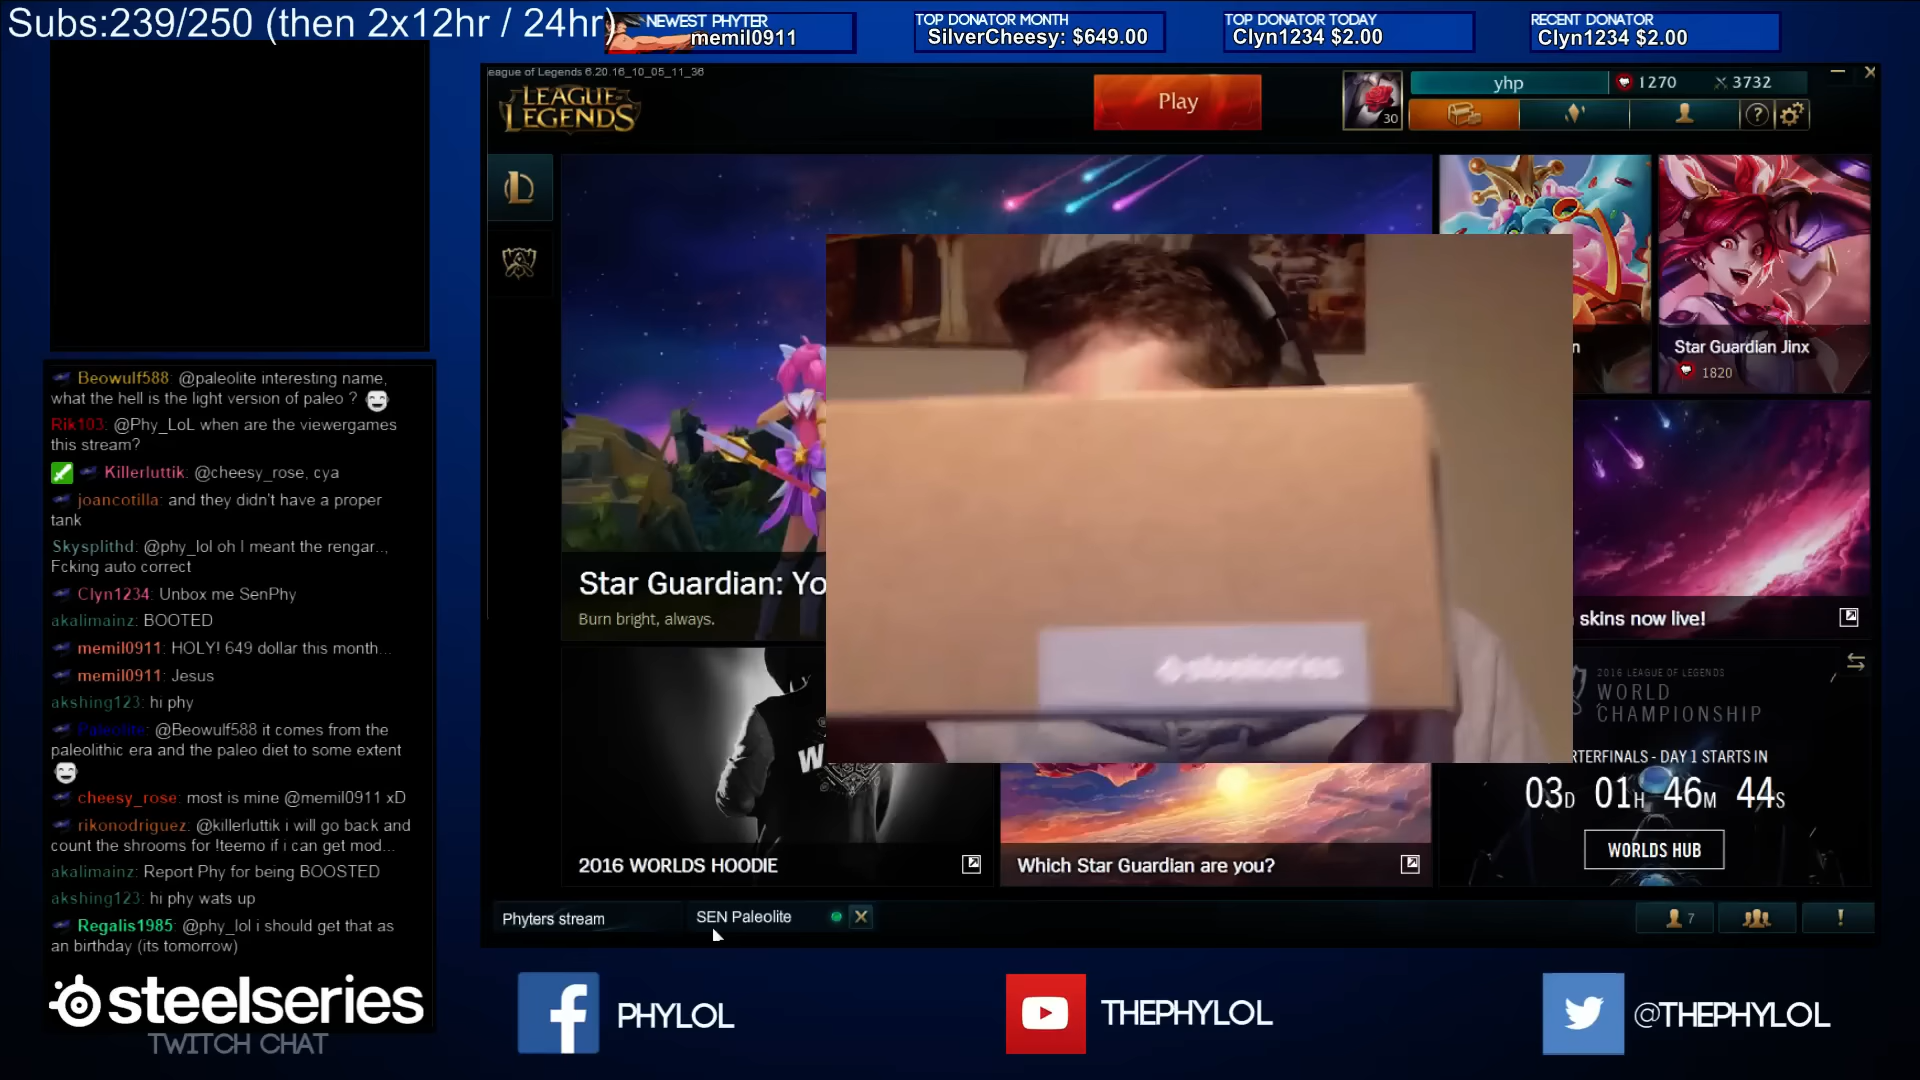 Subs:239/250 (then 2x12hr / 24hr)
NEWEST PHYTER
memil0911
TOP DONATOR MONTH
SilverCheesy: $649.00
TOP DONATOR TODAY
Clyn1234 $2.00
RECENT DONATOR
Clyn1234 $2.00
eague of Legends 6.20.16_10_05_11_36
LEAGUE OF
LEGENDS
Play
30
yhp
1270
3732
?
Star Guardian: Yo
Burn bright, always.
n
Star Guardian Jinx
1820
skins now live!
steelseries
W
2016 WORLDS HOODIE
Which Star Guardian are you?
2016 LEAGUE OF LEGENDS
WORLD
CHAMPIONSHIP
RTERFINALS - DAY 1 STARTS IN
03D 01H 46M 44S
WORLDS HUB
Phyters stream
SEN Paleolite
7
!
Beowulf588: @paleolite interesting name,
what the hell is the light version of paleo ?
Rik103: @Phy_LoL when are the viewergames
this stream?
Killerluttik: @cheesy_rose, cya
joancotilla: and they didn't have a proper
tank
Skysplithd: @phy_lol oh I meant the rengar..,
Fcking auto correct
Clyn1234: Unbox me SenPhy
akalimainz: BOOTED
memil0911: HOLY! 649 dollar this month...
memil0911: Jesus
akshing123: hi phy
Paleolite: @Beowulf588 it comes from the
paleolithic era and the paleo diet to some extent
cheesy_rose: most is mine @memil0911 xD
rikonodriguez: @killerluttik i will go back and
count the shrooms for !teemo if i can get mod...
akalimainz: Report Phy for being BOOSTED
akshing123: hi phy wats up
Regalis1985: @phy_lol i should get that as
an birthday (its tomorrow)
steelseries
TWITCH CHAT
PHYLOL
THEPHYLOL
@THEPHYLOL